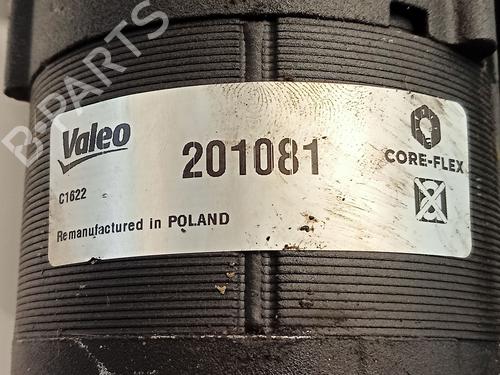 B-PARTS
Valeo
201081
CORE-FLEX
C1622
Remanufactured in POLAND